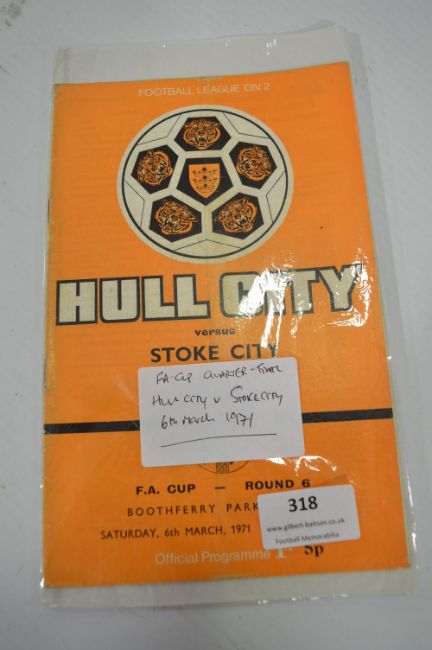 FOOTBALL LEAGUE DIV.2
HULL CITY
versus
STOKE CITY
FA-CUP QUARTER-FINAL
HULL CITY V STOKE CITY
6th MARCH 1971
F.A. CUP — ROUND 6
BOOTHFERRY PARK
SATURDAY, 6th MARCH, 1971
318
www.gilbert-baitson.co.uk
Football Memorabilia
Official Programme 5p